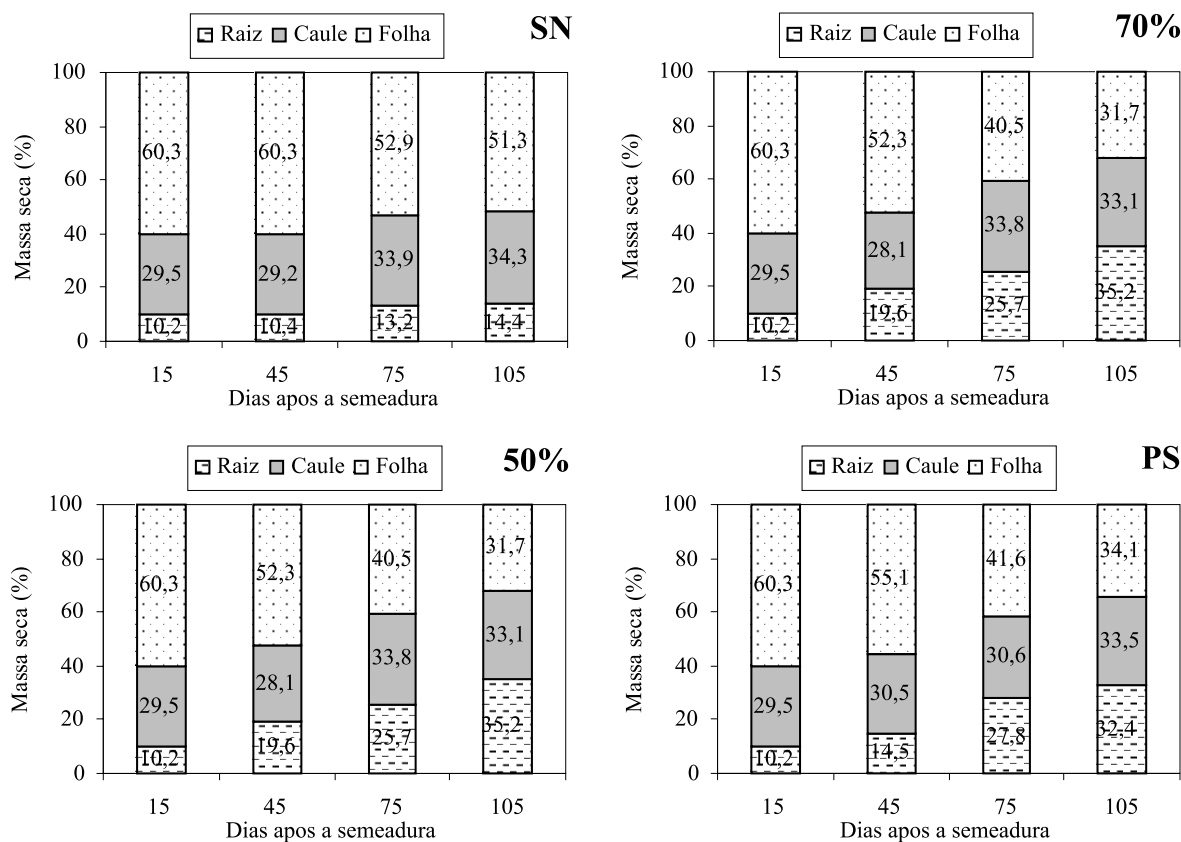 Raiz Caule Folha SN
Massa seca (%)
100
80
60
40
20
0
60,3 60,3 52,9 51,3
29,5 29,2 33,9 34,3
10,2 10,4 13,2 14,4
15 45 75 105
Dias apos a semeadura
Raiz Caule Folha 70%
Massa seca (%)
100
80
60
40
20
0
60,3 52,3 40,5 31,7
29,5 28,1 33,8 33,1
10,2 19,6 25,7 35,2
15 45 75 105
Dias apos a semeadura
Raiz Caule Folha 50%
Massa seca (%)
100
80
60
40
20
0
60,3 52,3 40,5 31,7
29,5 28,1 33,8 33,1
10,2 19,6 25,7 35,2
15 45 75 105
Dias apos a semeadura
Raiz Caule Folha PS
Massa seca (%)
100
80
60
40
20
0
60,3 55,1 41,6 34,1
29,5 30,5 30,6 33,5
10,2 14,5 27,8 32,4
15 45 75 105
Dias apos a semeadura